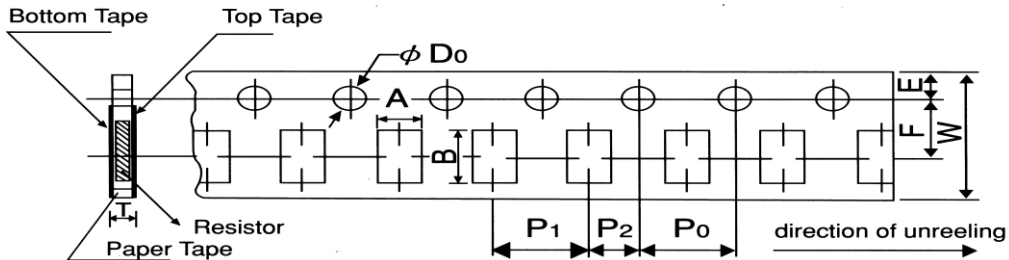 Bottom Tape
Top Tape
φ D0
A
B
E
F
W
T
Resistor
Paper Tape
P1
P2
P0
direction of unreeling